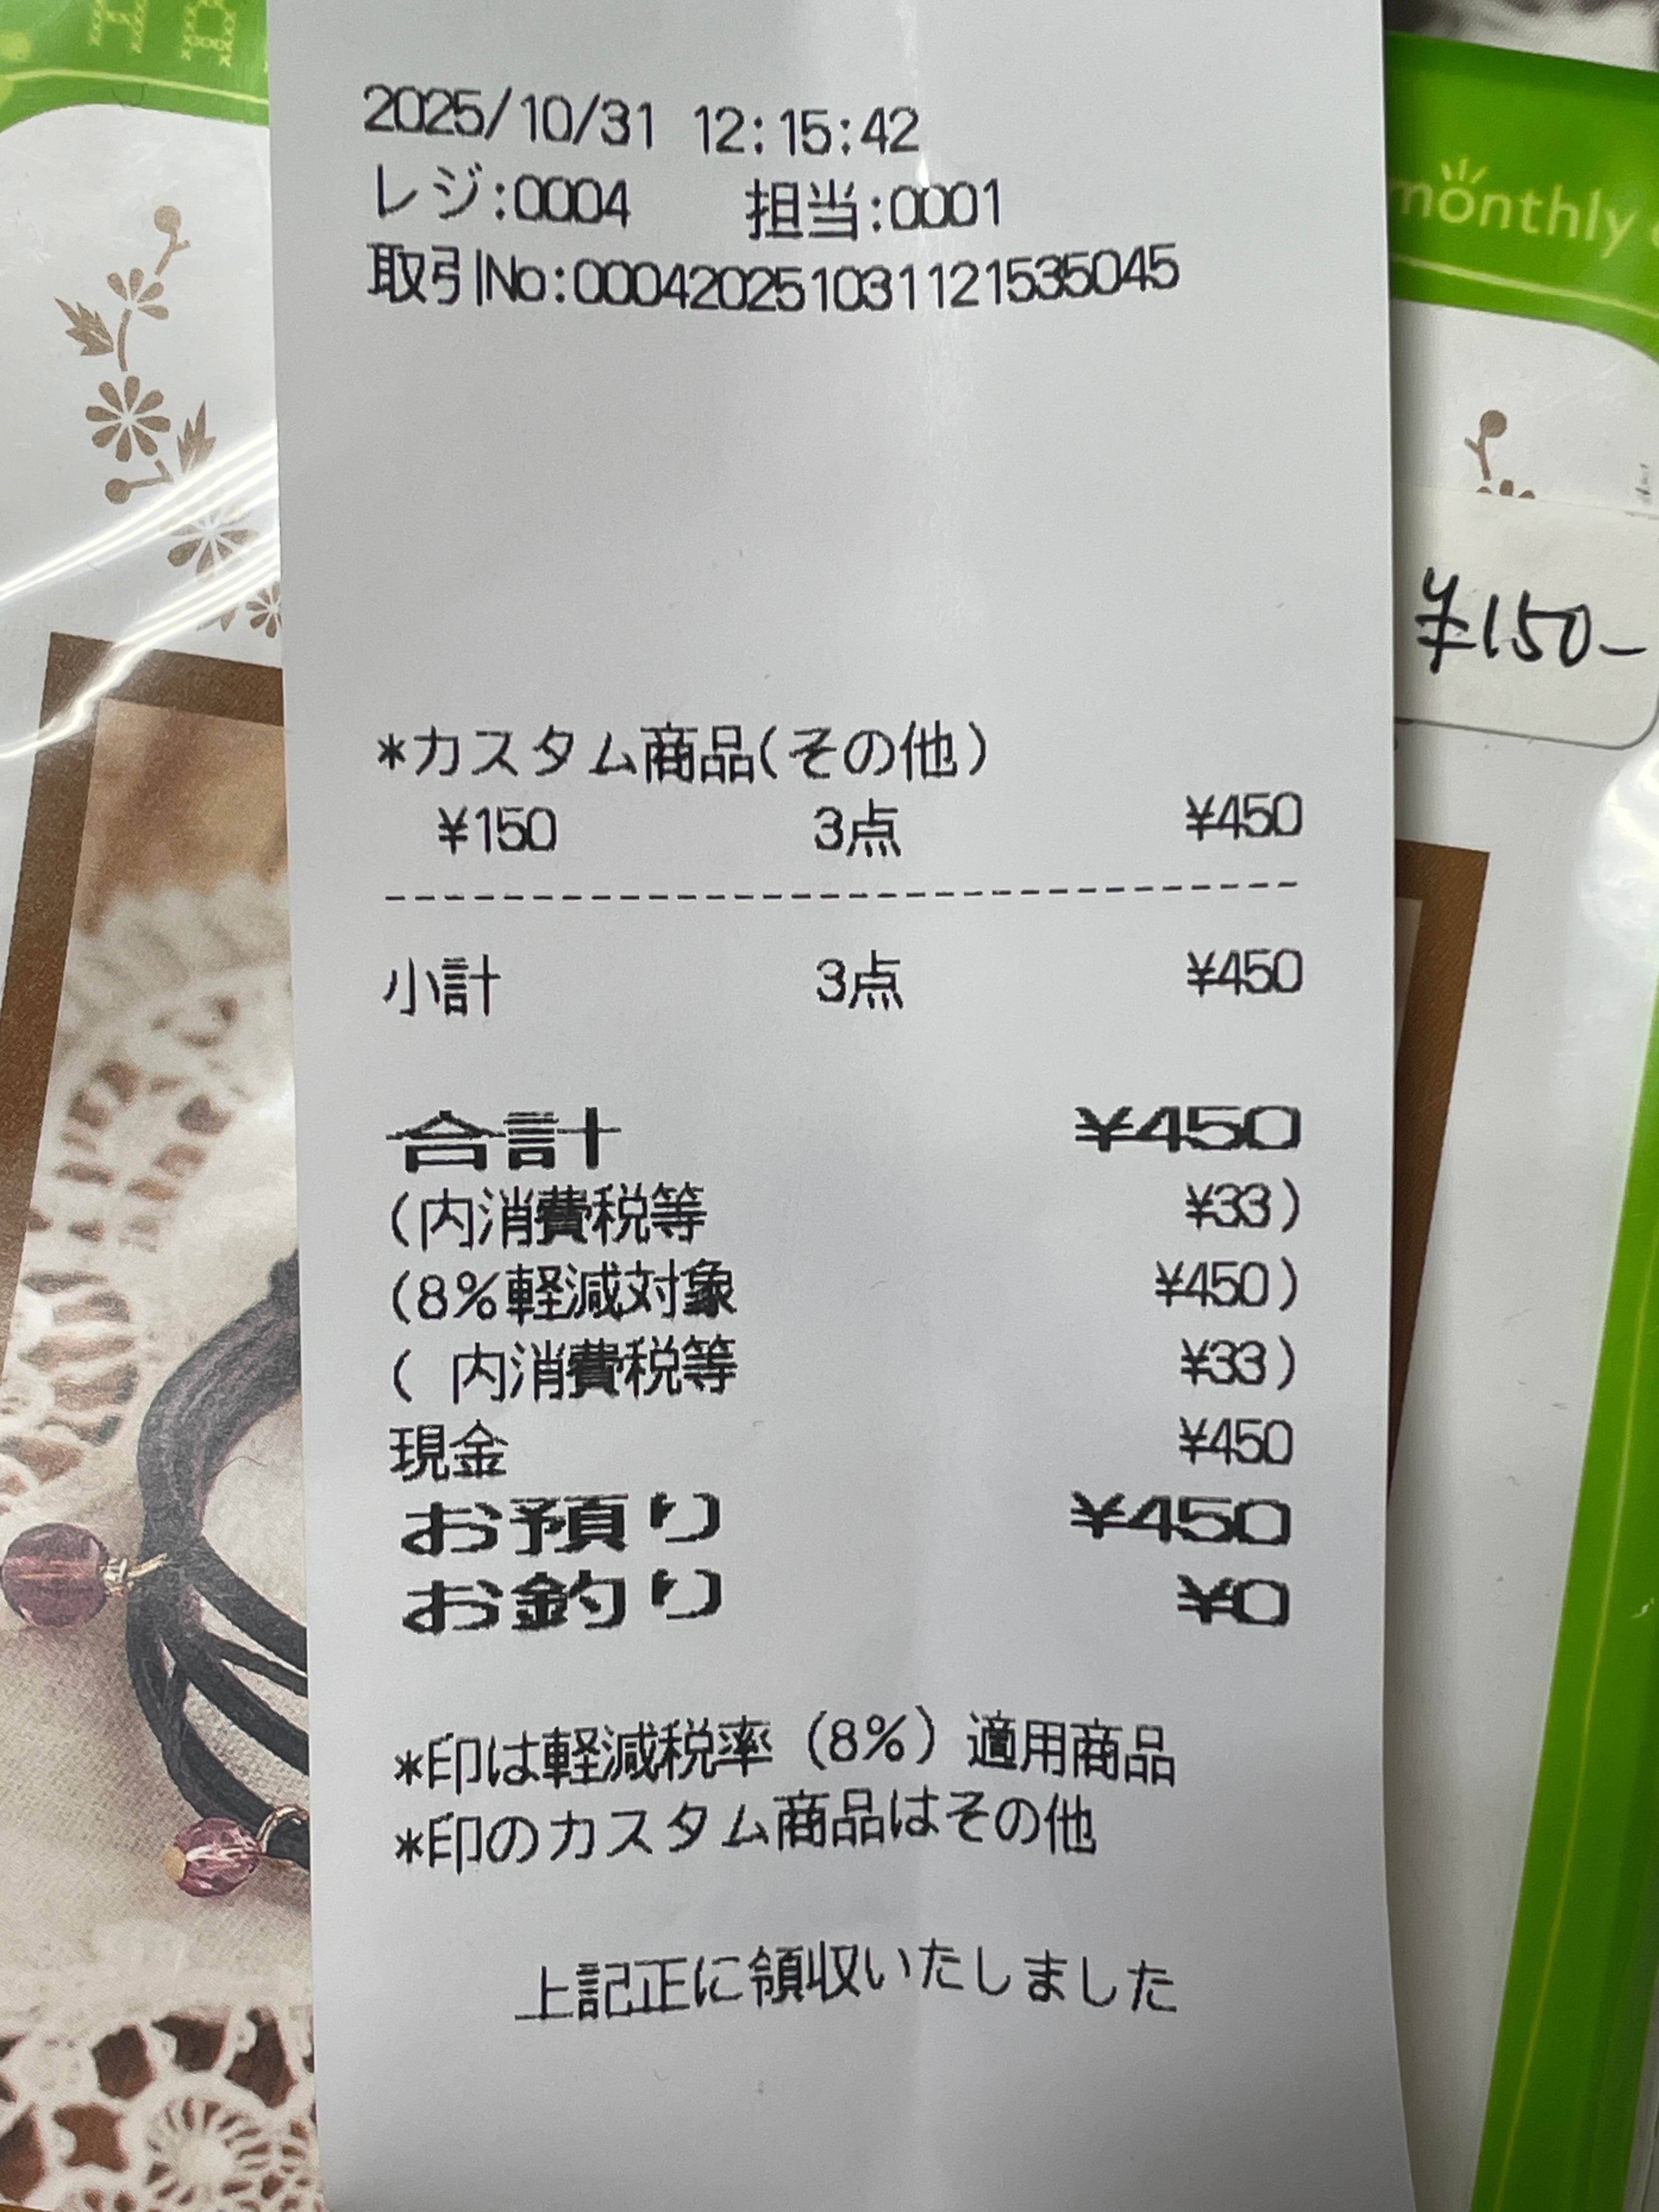 2025/10/31 12:15:42
レジ:0004 担当:0001
取引No:00042025103112153​5045
monthly
¥150-
*カスタム商品(その他)
¥150 3点 ¥450
小計 3点 ¥450
合計 ¥450
(内消費税等 ¥33)
(8%軽減対象 ¥450)
( 内消費税等 ¥33)
現金 ¥450
お預り ¥450
お釣り ¥0
*印は軽減税率(8%)適用商品
*印のカスタム商品はその他
上記正に領収いたしました